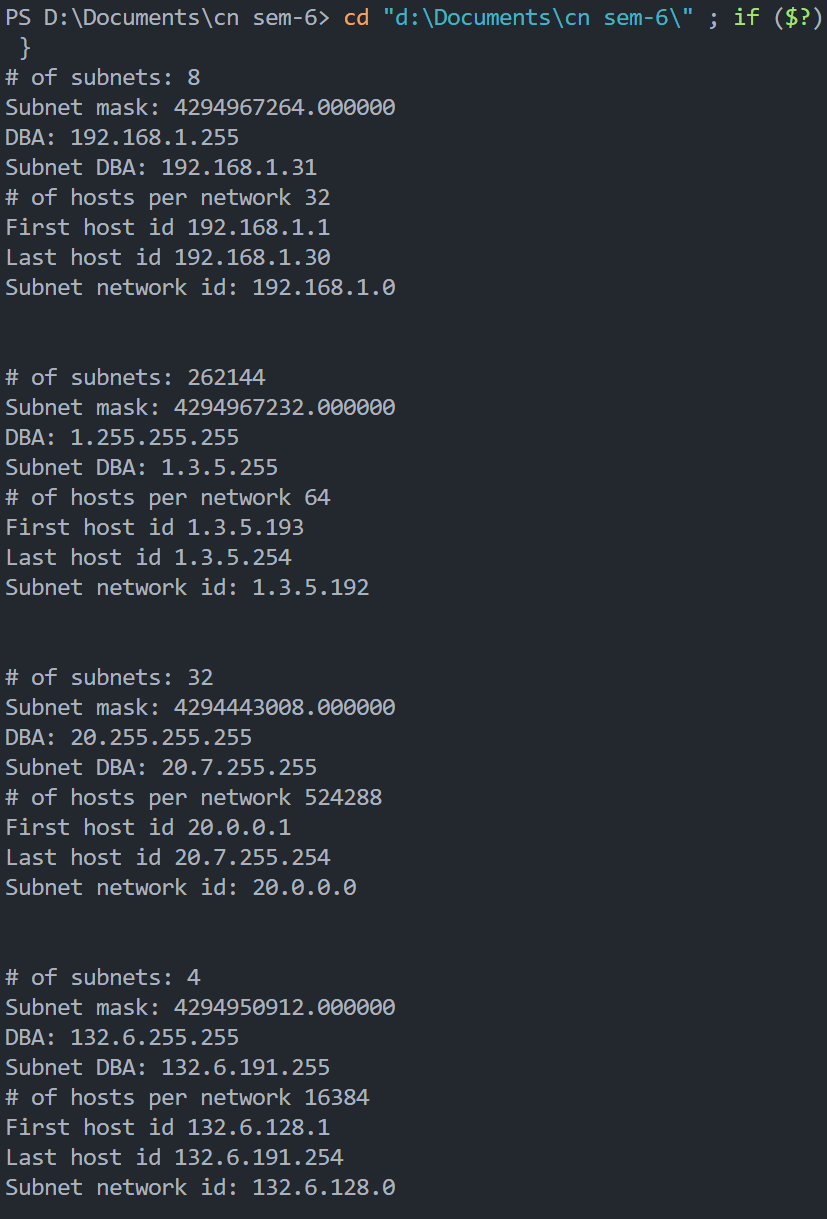 PS D:\Documents\cn sem-6> cd "d:\Documents\cn sem-6\" ; if ($?)
 }
# of subnets: 8
Subnet mask: 4294967264.000000
DBA: 192.168.1.255
Subnet DBA: 192.168.1.31
# of hosts per network 32
First host id 192.168.1.1
Last host id 192.168.1.30
Subnet network id: 192.168.1.0
# of subnets: 262144
Subnet mask: 4294967232.000000
DBA: 1.255.255.255
Subnet DBA: 1.3.5.255
# of hosts per network 64
First host id 1.3.5.193
Last host id 1.3.5.254
Subnet network id: 1.3.5.192
# of subnets: 32
Subnet mask: 4294443008.000000
DBA: 20.255.255.255
Subnet DBA: 20.7.255.255
# of hosts per network 524288
First host id 20.0.0.1
Last host id 20.7.255.254
Subnet network id: 20.0.0.0
# of subnets: 4
Subnet mask: 4294950912.000000
DBA: 132.6.255.255
Subnet DBA: 132.6.191.255
# of hosts per network 16384
First host id 132.6.128.1
Last host id 132.6.191.254
Subnet network id: 132.6.128.0